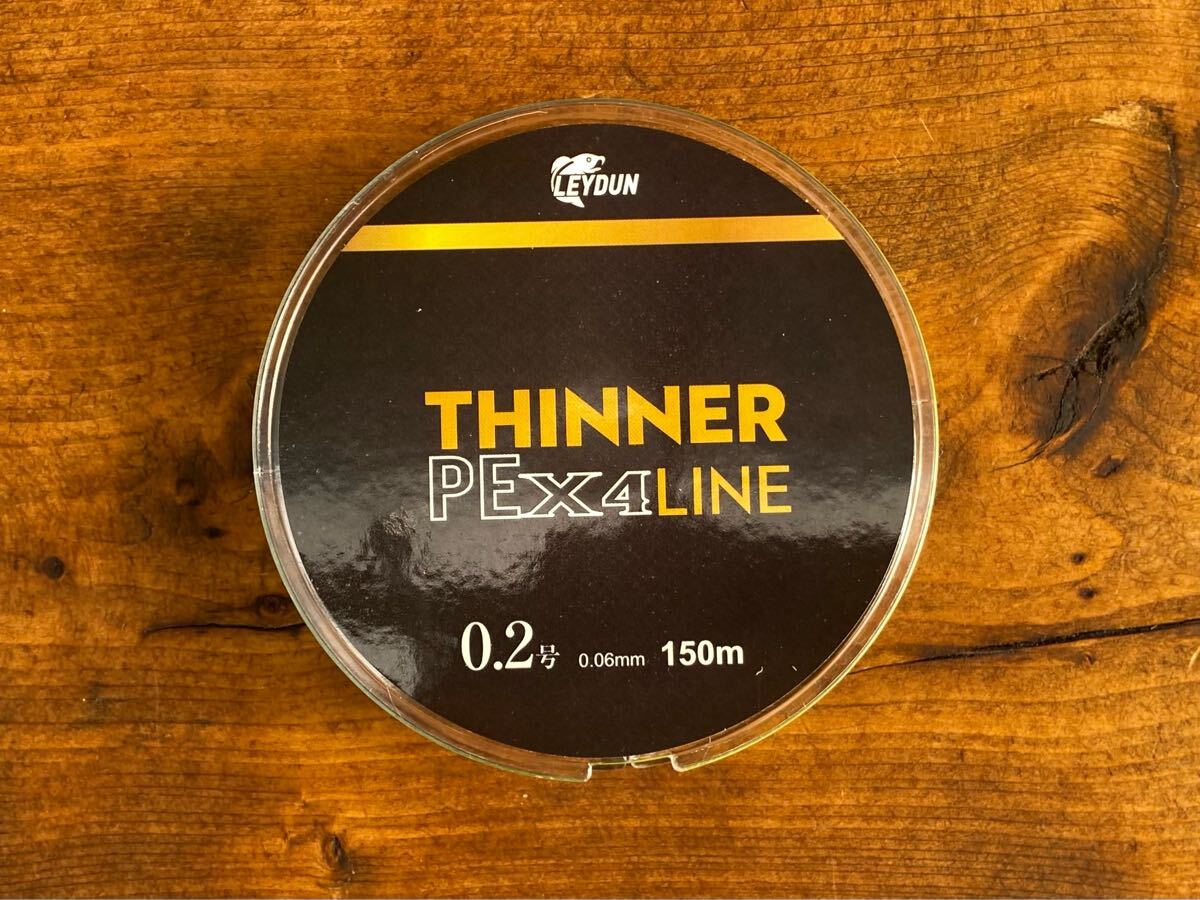 LEYDUN
THINNER
PEX4LINE
0.2号 0.06mm 150m